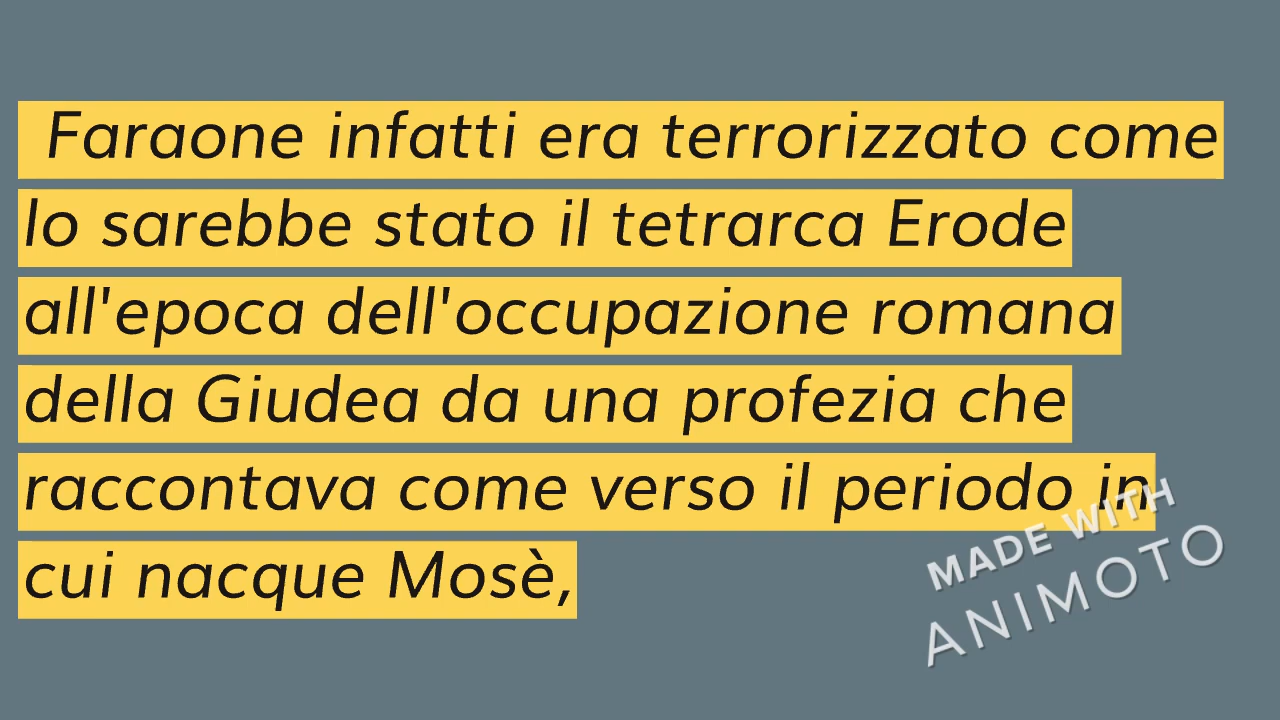 Faraone infatti era terrorizzato come
lo sarebbe stato il tetrarca Erode
all'epoca dell'occupazione romana
della Giudea da una profezia che
raccontava come verso il periodo in
cui nacque Mosè,
MADE WITH
ANIMOTO